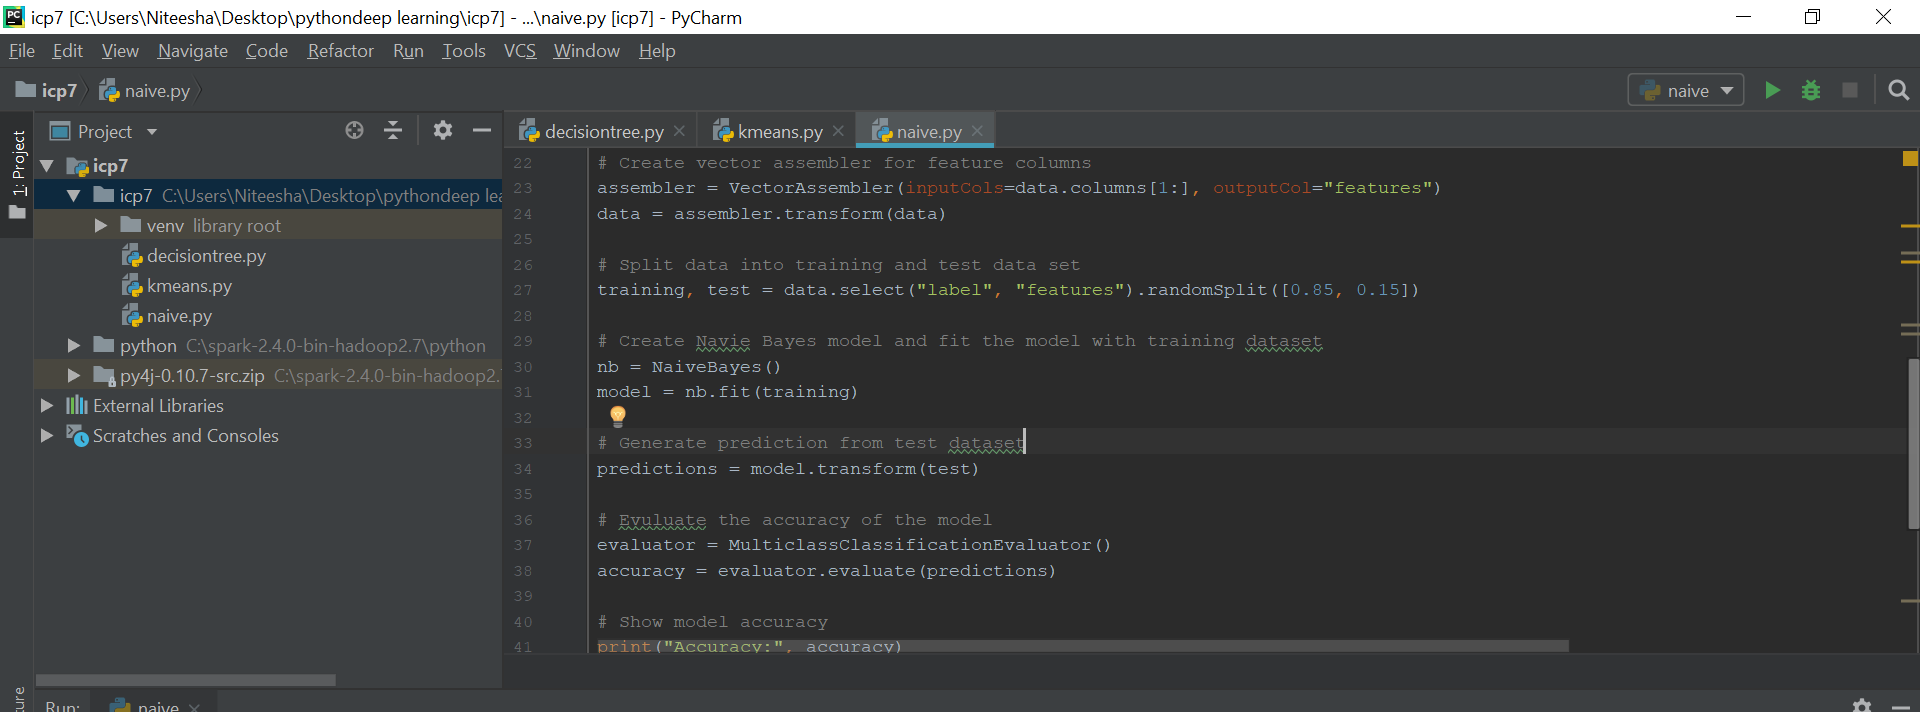 icp7 [C:\Users\Niteesha\Desktop\pythondeep learning\icp7] - ...\naive.py [icp7] - PyCharm
File Edit View Navigate Code Refactor Run Tools VCS Window Help
icp7 naive.py naive
1: Project
Project
icp7
icp7 C:\Users\Niteesha\Desktop\pythondeep lea
venv library root
decisiontree.py
kmeans.py
naive.py
python C:\spark-2.4.0-bin-hadoop2.7\python
py4j-0.10.7-src.zip C:\spark-2.4.0-bin-hadoop2.
External Libraries
Scratches and Consoles
decisiontree.py kmeans.py naive.py
22 # Create vector assembler for feature columns
23 assembler = VectorAssembler(inputCols=data.columns[1:], outputCol="features")
24 data = assembler.transform(data)
25
26 # Split data into training and test data set
27 training, test = data.select("label", "features").randomSplit([0.85, 0.15])
28
29 # Create Navie Bayes model and fit the model with training dataset
30 nb = NaiveBayes()
31 model = nb.fit(training)
32
33 # Generate prediction from test dataset
34 predictions = model.transform(test)
35
36 # Evuluate the accuracy of the model
37 evaluator = MulticlassClassificationEvaluator()
38 accuracy = evaluator.evaluate(predictions)
39
40 # Show model accuracy
41 print("Accuracy:", accuracy)
Run: naive